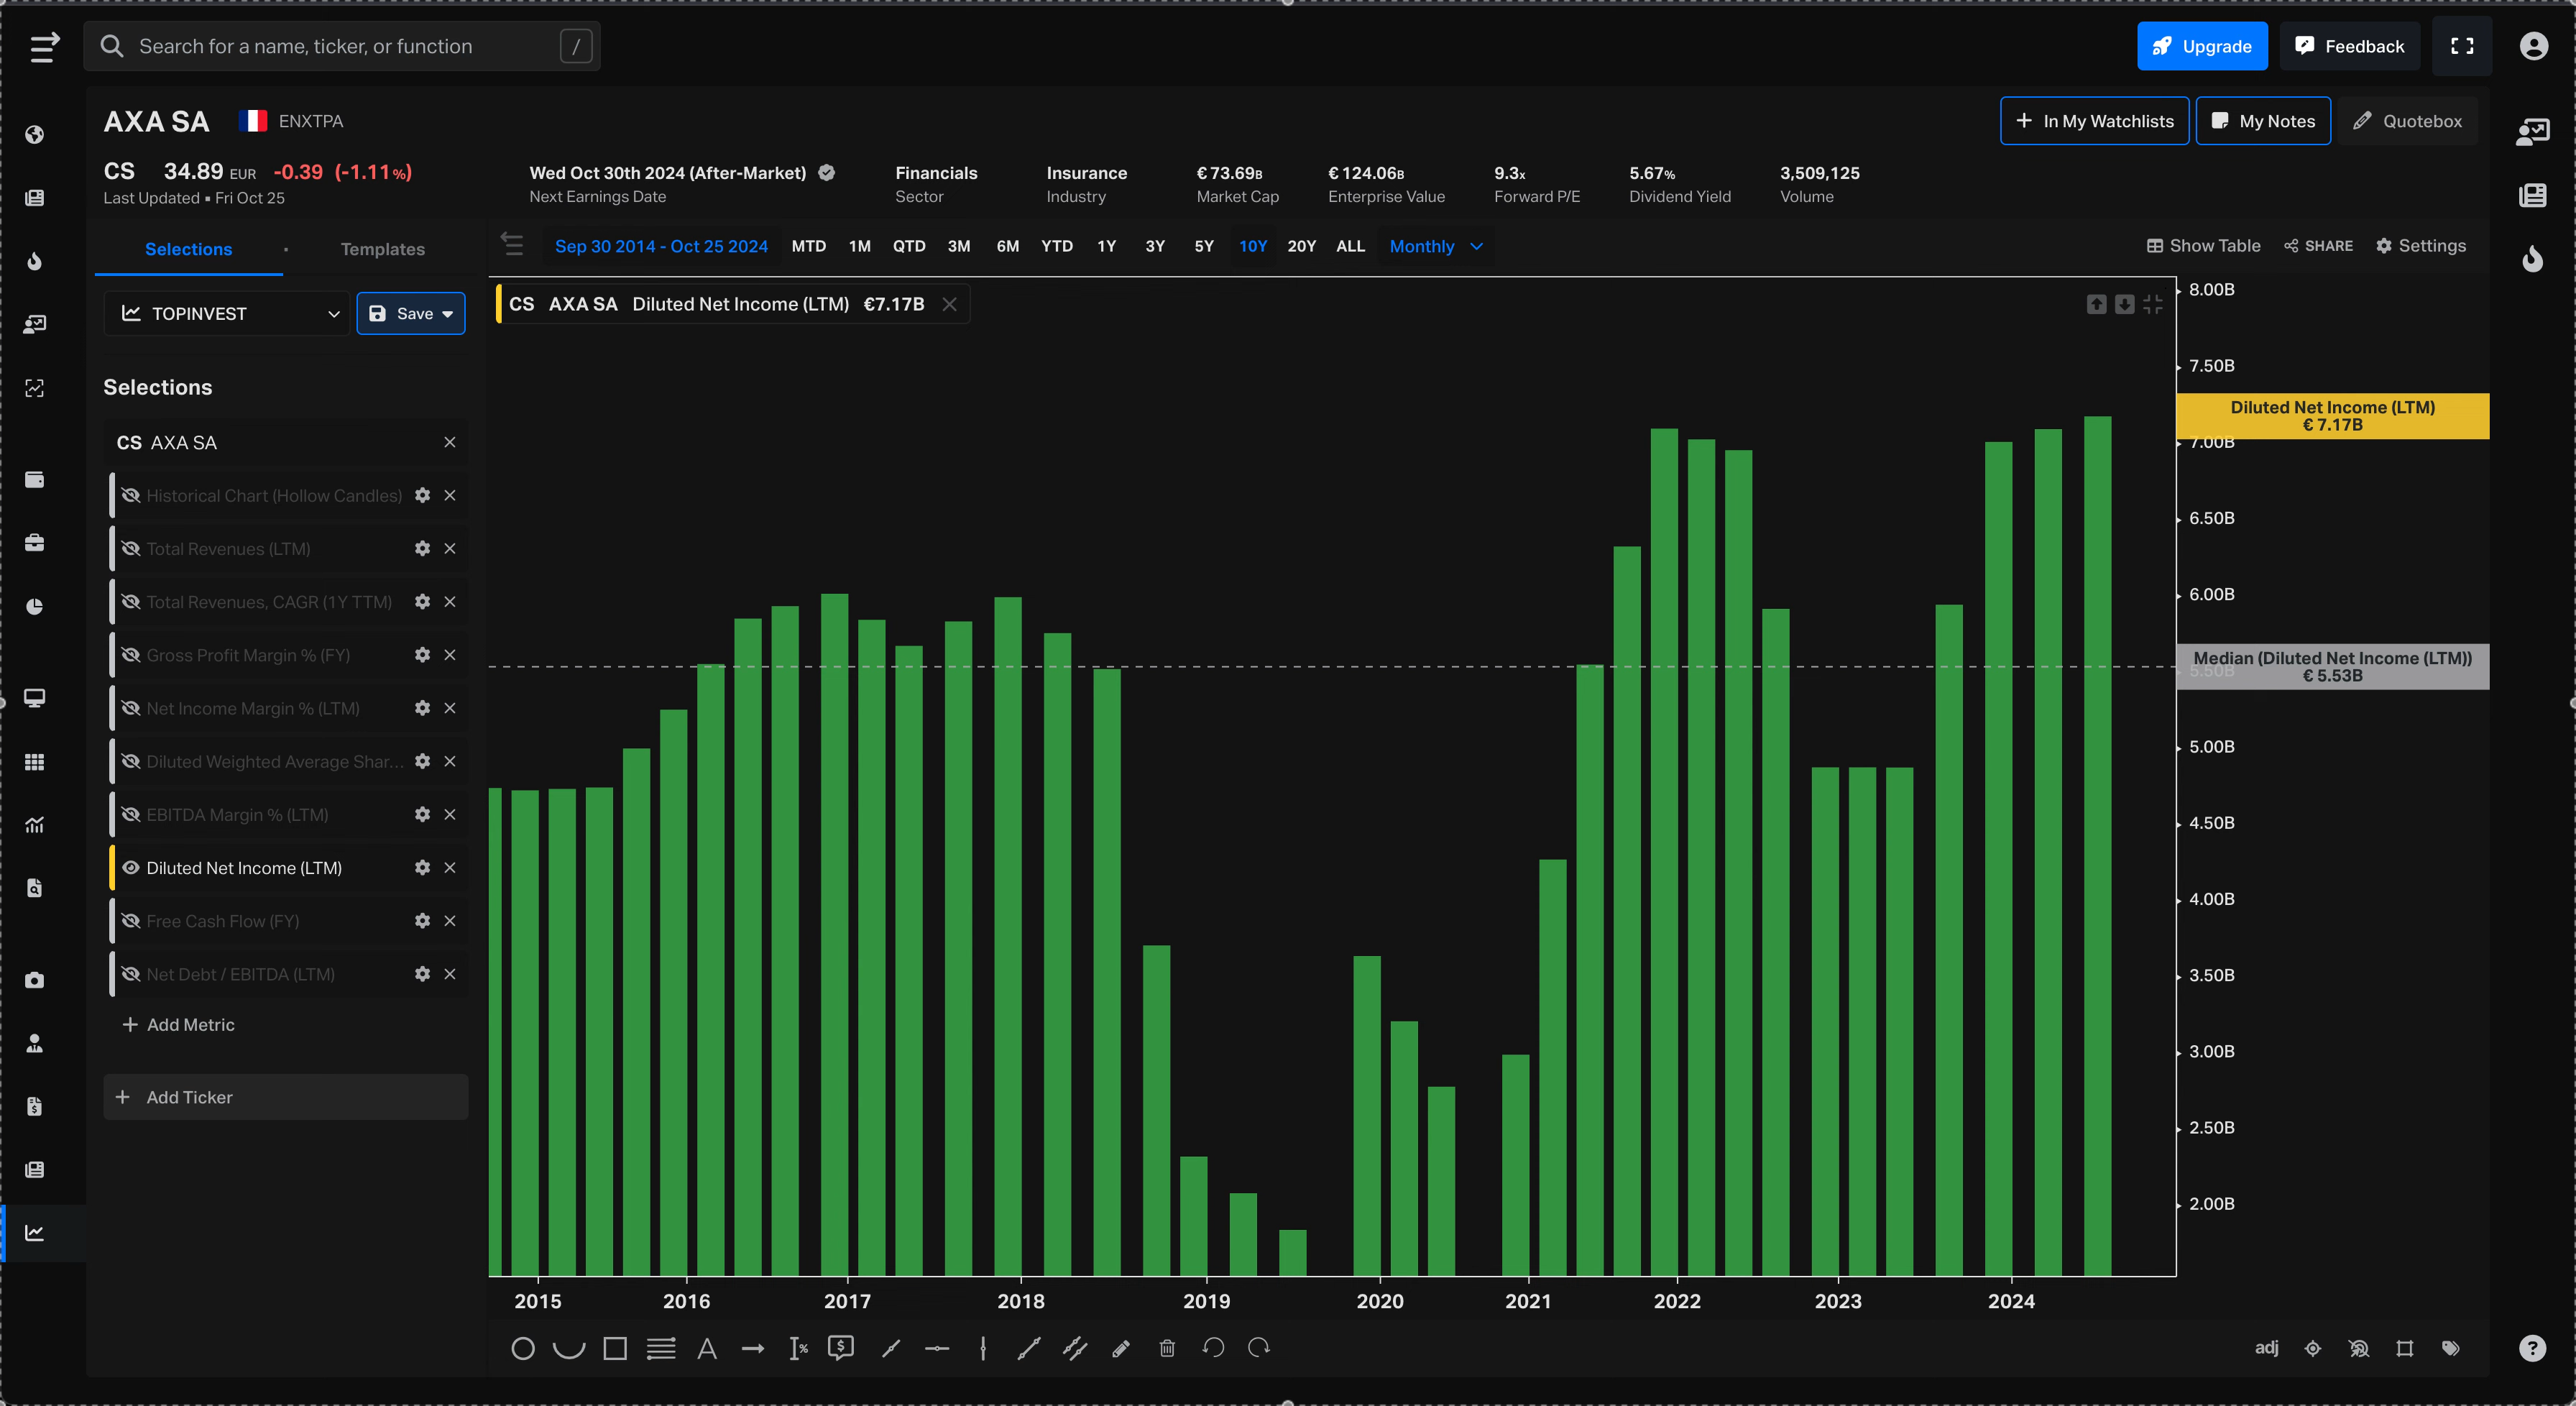 Search for a name, ticker, or function /
Upgrade
Feedback
AXA SA ENXTPA
In My Watchlists
My Notes
Quotebox
CS 34.89 EUR -0.39 (-1.11%)
Last Updated ▪ Fri Oct 25
Wed Oct 30th 2024 (After-Market)
Next Earnings Date
Financials
Sector
Insurance
Industry
€ 73.69B
Market Cap
€ 124.06B
Enterprise Value
9.3x
Forward P/E
5.67%
Dividend Yield
3,509,125
Volume
Selections
Templates
Sep 30 2014 - Oct 25 2024 MTD 1M QTD 3M 6M YTD 1Y 3Y 5Y 10Y 20Y ALL Monthly
Show Table SHARE Settings
TOPINVEST
Save
Selections
CS AXA SA
Historical Chart (Hollow Candles)
Total Revenues (LTM)
Total Revenues, CAGR (1Y TTM)
Gross Profit Margin % (FY)
Net Income Margin % (LTM)
Diluted Weighted Average Shar...
EBITDA Margin % (LTM)
Diluted Net Income (LTM)
Free Cash Flow (FY)
Net Debt / EBITDA (LTM)
Add Metric
Add Ticker
CS AXA SA Diluted Net Income (LTM) €7.17B
8.00B
7.50B
Diluted Net Income (LTM)
€ 7.17B
7.00B
6.50B
6.00B
Median (Diluted Net Income (LTM))
5.50B
€ 5.53B
5.00B
4.50B
4.00B
3.50B
3.00B
2.50B
2.00B
2015 2016 2017 2018 2019 2020 2021 2022 2023 2024
adj